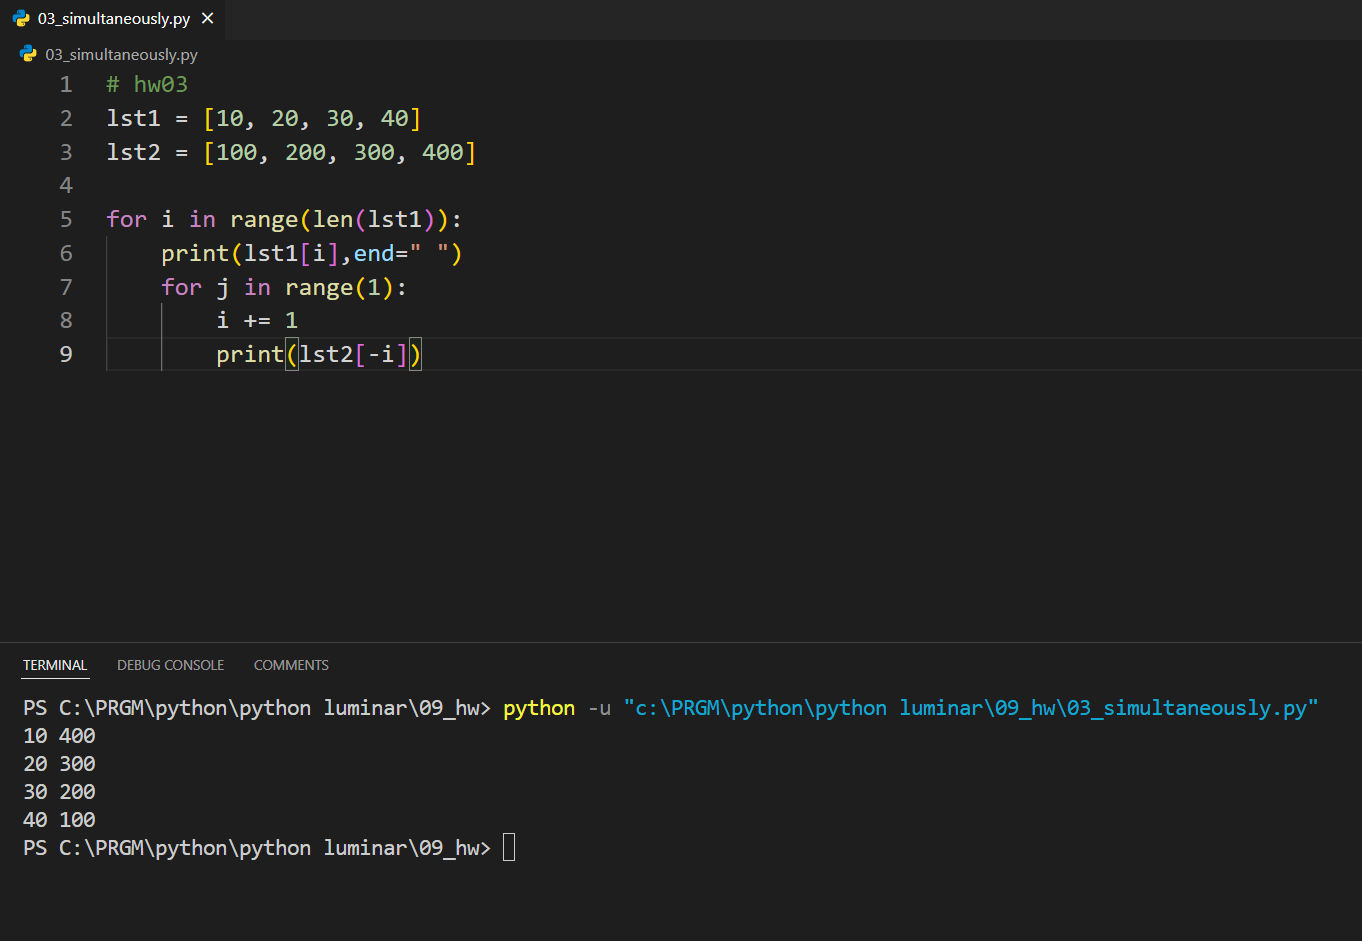 03_simultaneously.py ×
03_simultaneously.py
1 # hw03
2 lst1 = [10, 20, 30, 40]
3 lst2 = [100, 200, 300, 400]
4
5 for i in range(len(lst1)):
6     print(lst1[i],end=" ")
7     for j in range(1):
8         i += 1
9         print(lst2[-i])
TERMINAL DEBUG CONSOLE COMMENTS
PS C:\PRGM\python\python luminar\09_hw> python -u "c:\PRGM\python\python luminar\09_hw\03_simultaneously.py"
10 400
20 300
30 200
40 100
PS C:\PRGM\python\python luminar\09_hw>